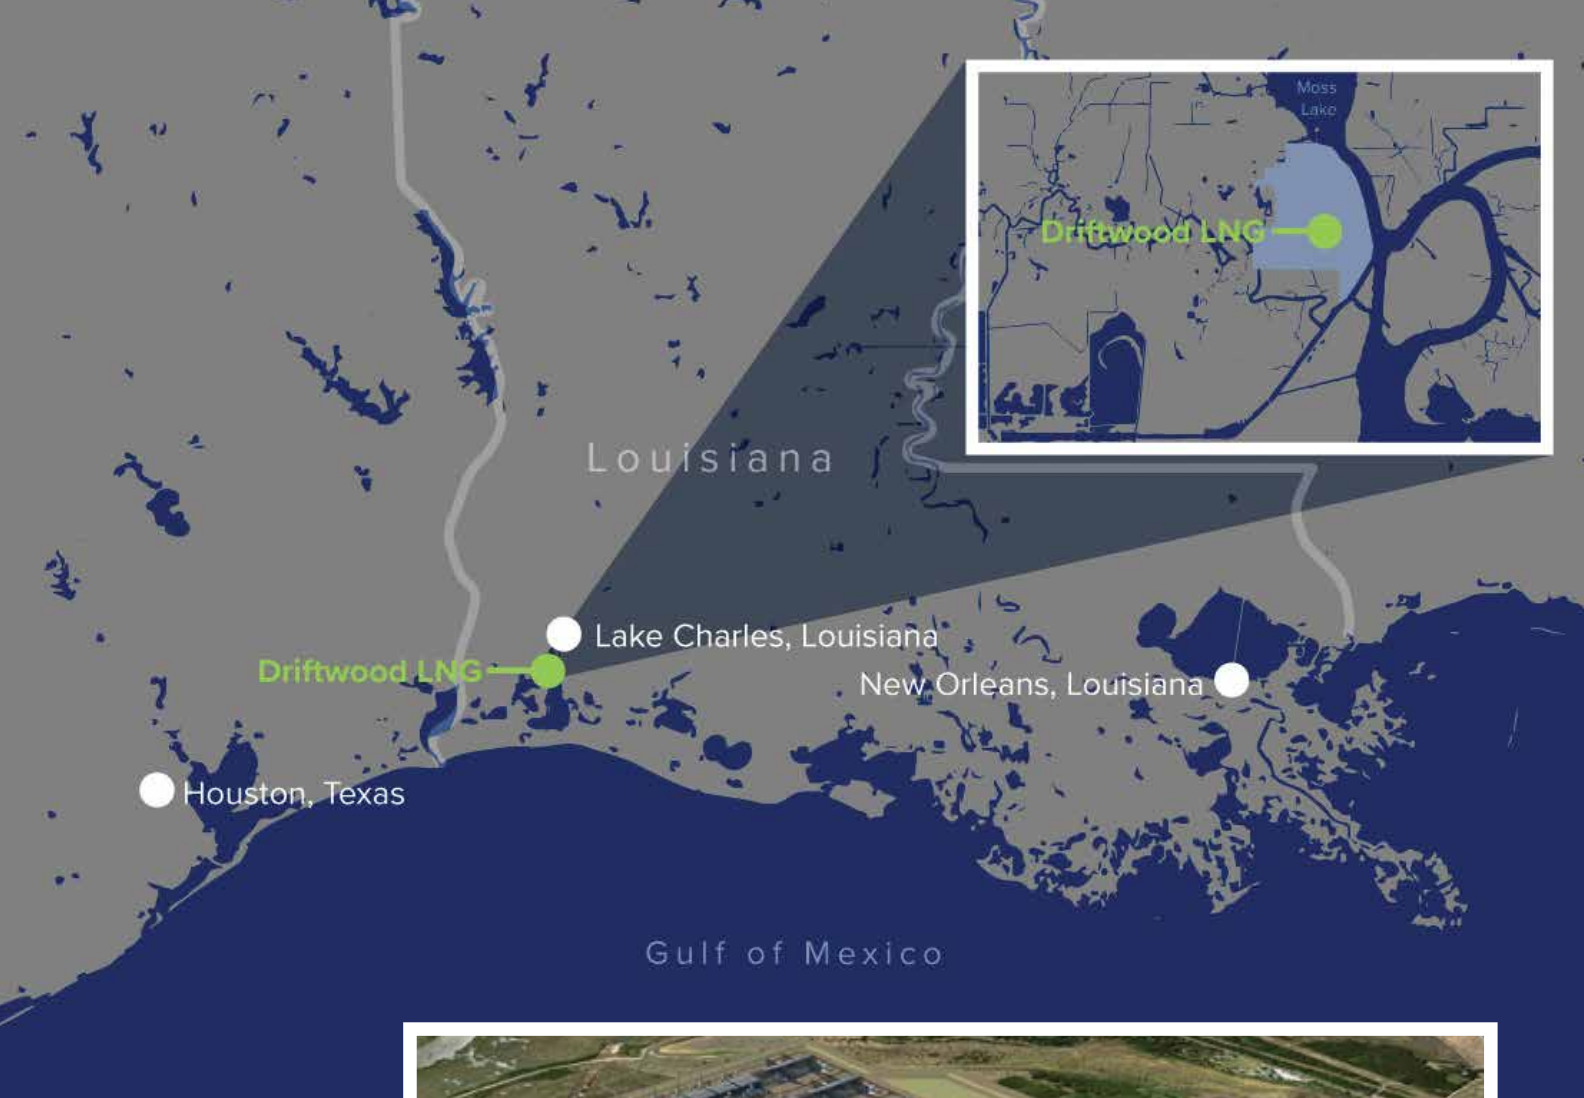 Moss
Lake
Driftwood LNG
Louisiana
Lake Charles, Louisiana
Driftwood LNG
New Orleans, Louisiana
Houston, Texas
Gulf of Mexico